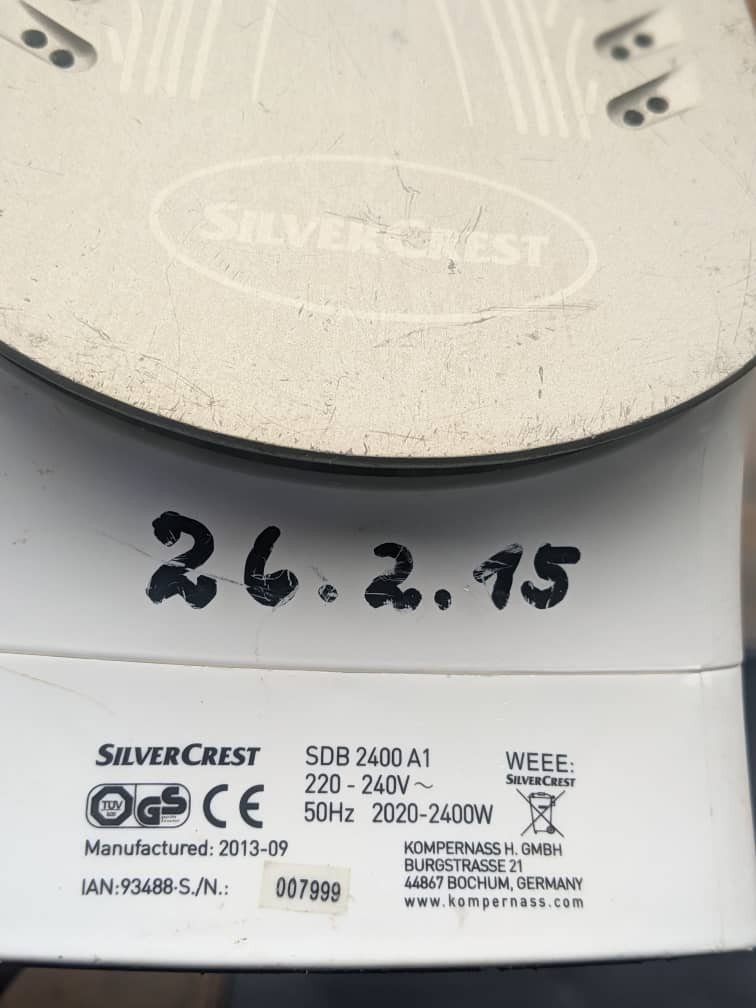 SILVERCREST
26.2.15
SILVERCREST
SDB 2400 A1
220 - 240V~
50Hz 2020-2400W
WEEE:
SILVERCREST
TÜV GS CE
Manufactured: 2013-09
IAN:93488-S./N.: 007999
KOMPERNASS H. GMBH
BURGSTRASSE 21
44867 BOCHUM, GERMANY
www.kompernass.com